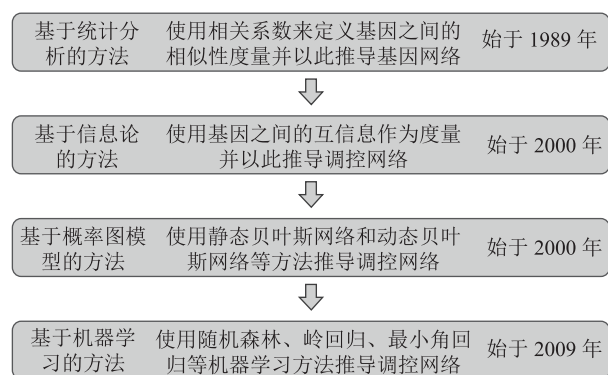 基于统计分
析的方法
使用相关系数来定义基因之间的
相似性度量并以此推导基因网络
始于 1989 年
基于信息论
的方法
使用基因之间的互信息作为度量
并以此推导调控网络
始于 2000 年
基于概率图模
型的方法
使用静态贝叶斯网络和动态贝叶
斯网络等方法推导调控网络
始于 2000 年
基于机器学
习的方法
使用随机森林、岭回归、最小角回
归等机器学习方法推导调控网络
始于 2009 年